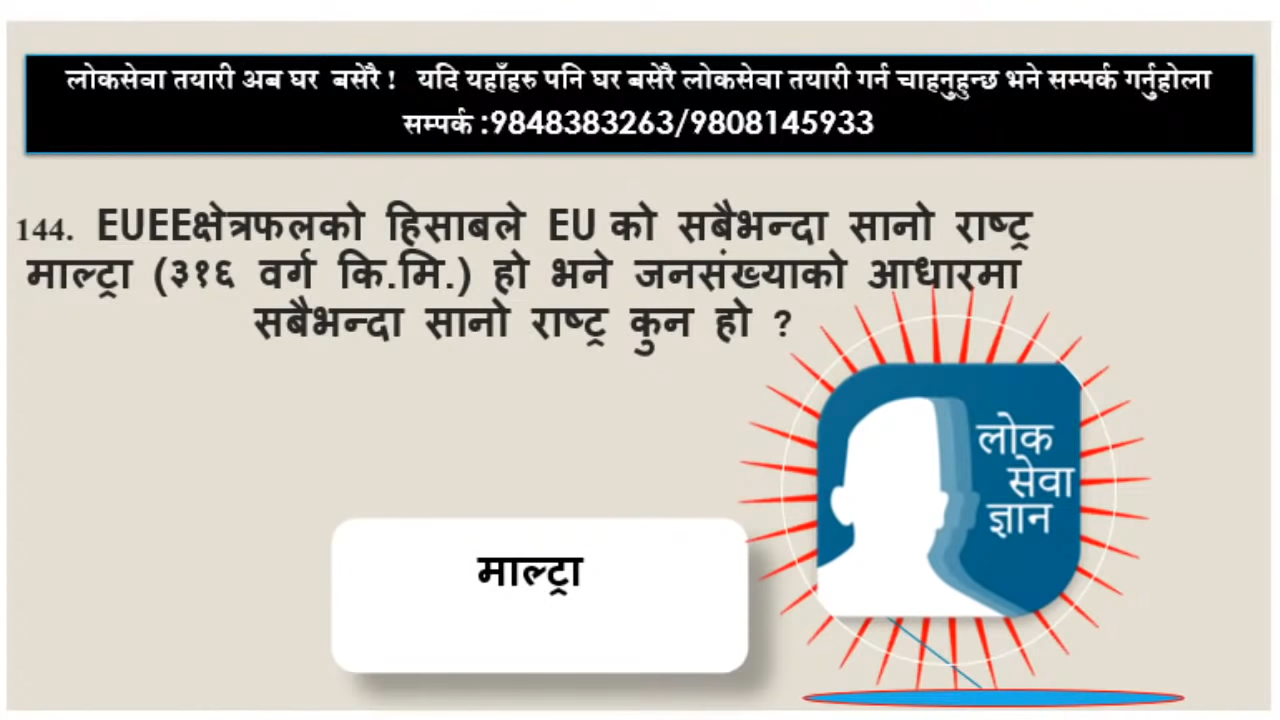 लोकसेवा तयारी अब घर बसेरै ! यदि यहाँहरु पनि घर बसेरै लोकसेवा तयारी गर्न चाहनुहुन्छ भने सम्पर्क गर्नुहोला
सम्पर्क :9848383263/9808145933
144. EUEEक्षेत्रफलको हिसाबले EU को सबैभन्दा सानो राष्ट्र
माल्ट्रा (३१६ वर्ग कि.मि.) हो भने जनसंख्याको आधारमा
सबैभन्दा सानो राष्ट्र कुन हो ?
लोक
सेवा
ज्ञान
माल्ट्रा